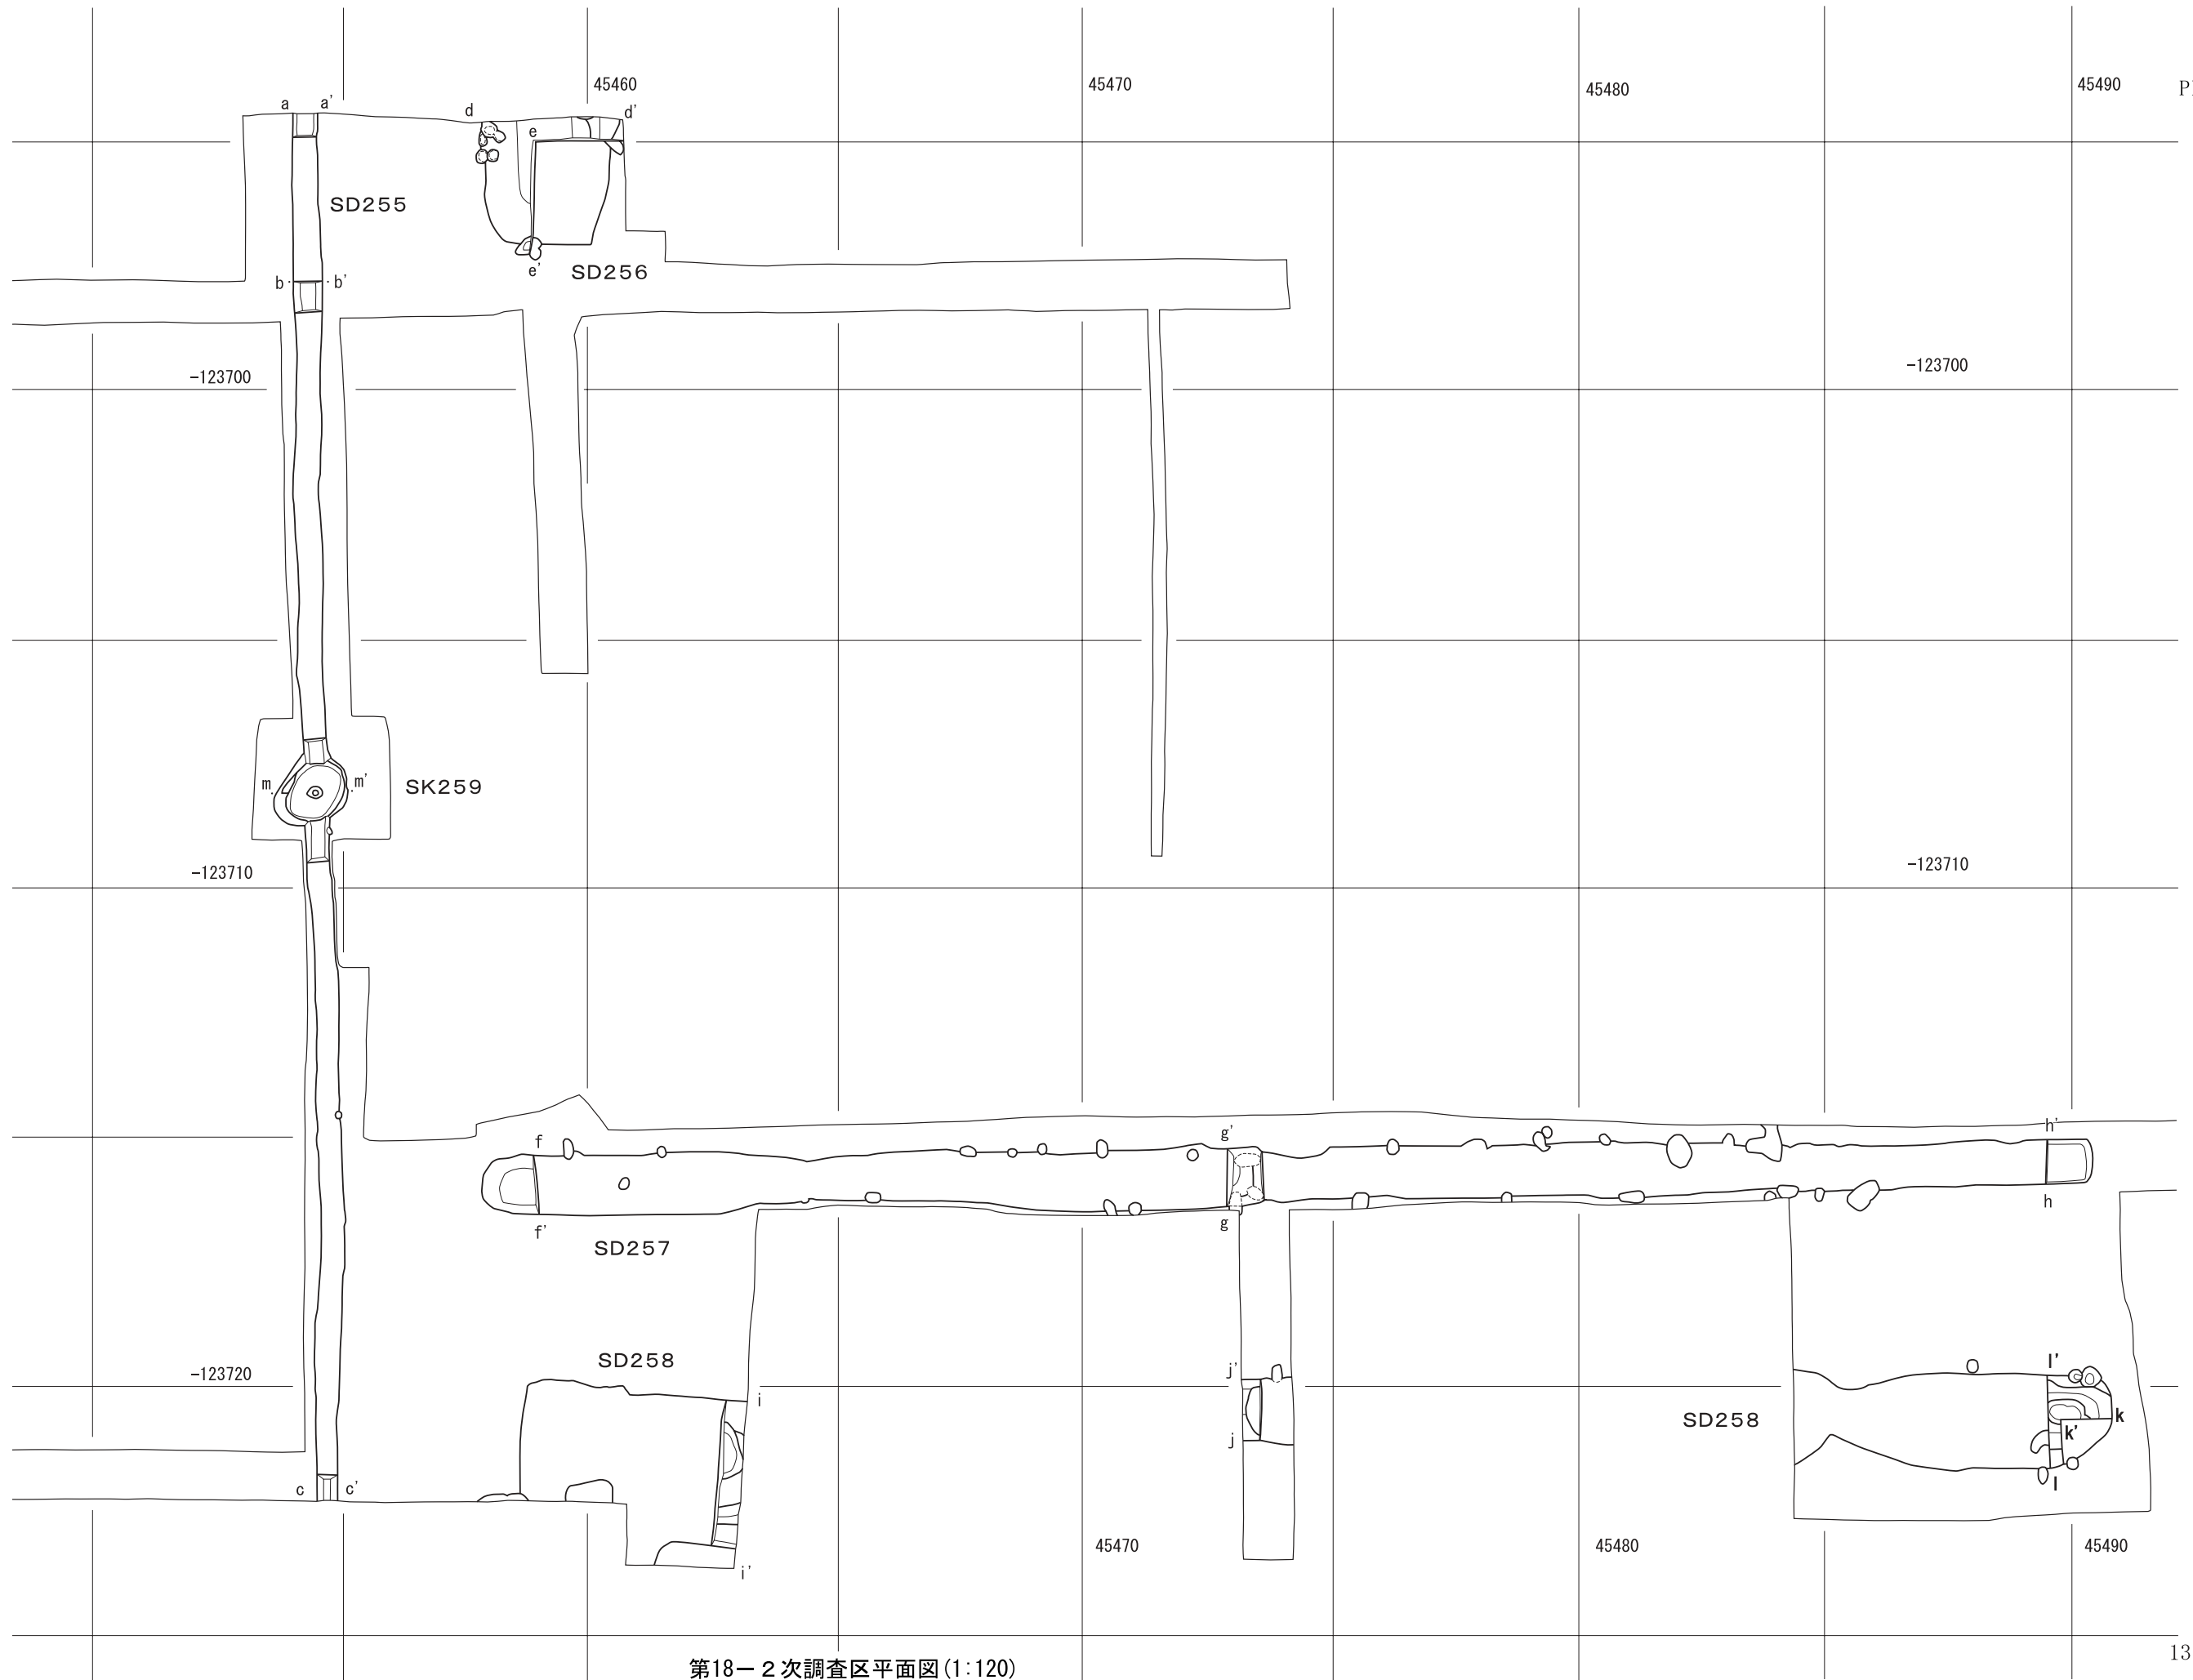 45460
45470
45480
45490
P
a
a'
d
d'
e
SD255
e'
SD256
b
b'
-123700
-123700
m
m'
SK259
-123710
-123710
f
g'
h'
f'
g
h
SD257
SD258
j'
l'
-123720
i
SD258
k
j
k'
l
c
c'
45470
45480
45490
i'
13
第18-2次調査区平面図(1:120)